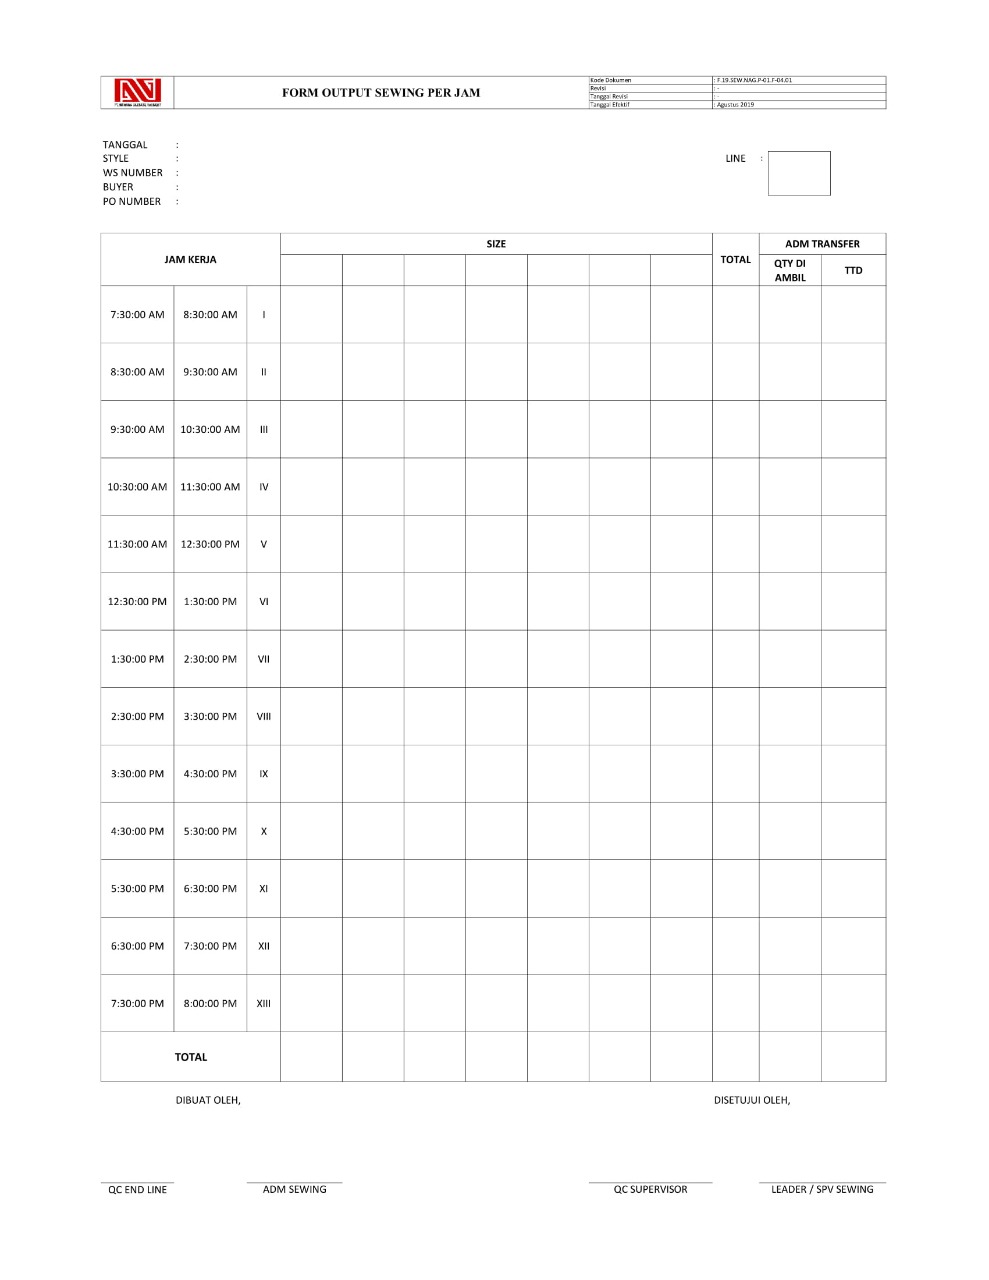 FORM OUTPUT SEWING PER JAM
Kode Dokumen : F.19.SEW.NAG.P-01.F-04.01
Revisi : -
Tanggal Revisi : -
Tanggal Efektif : Agustus 2019
TANGGAL :
STYLE :
LINE :
WS NUMBER :
BUYER :
PO NUMBER :
JAM KERJA SIZE TOTAL ADM TRANSFER
QTY DI AMBIL TTD
7:30:00 AM 8:30:00 AM I
8:30:00 AM 9:30:00 AM II
9:30:00 AM 10:30:00 AM III
10:30:00 AM 11:30:00 AM IV
11:30:00 AM 12:30:00 PM V
12:30:00 PM 1:30:00 PM VI
1:30:00 PM 2:30:00 PM VII
2:30:00 PM 3:30:00 PM VIII
3:30:00 PM 4:30:00 PM IX
4:30:00 PM 5:30:00 PM X
5:30:00 PM 6:30:00 PM XI
6:30:00 PM 7:30:00 PM XII
7:30:00 PM 8:00:00 PM XIII
TOTAL
DIBUAT OLEH, DISETUJUI OLEH,
QC END LINE ADM SEWING QC SUPERVISOR LEADER / SPV SEWING